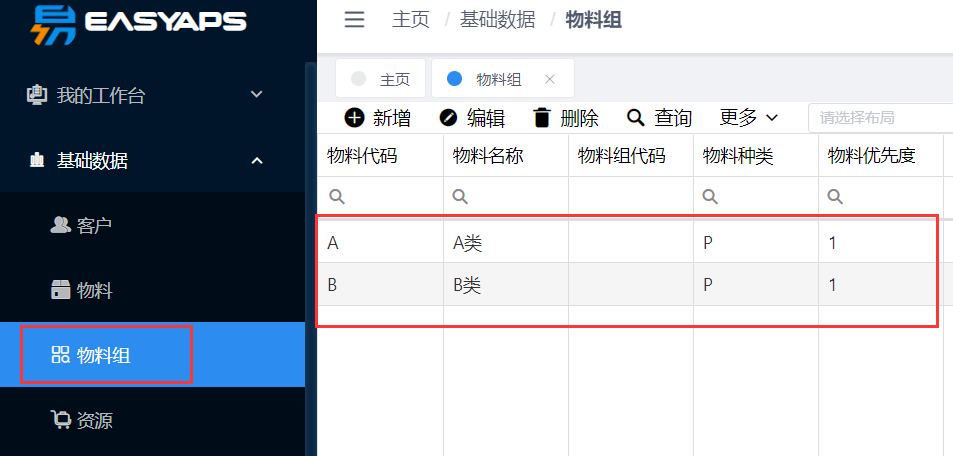 EASYAPS
我的工作台
基础数据
客户
物料
物料组
资源
主页 / 基础数据 / 物料组
主页 物料组 ×
新增 编辑 删除 查询 更多 请选择布局
物料代码 物料名称 物料组代码 物料种类 物料优先度
A A类 P 1
B B类 P 1